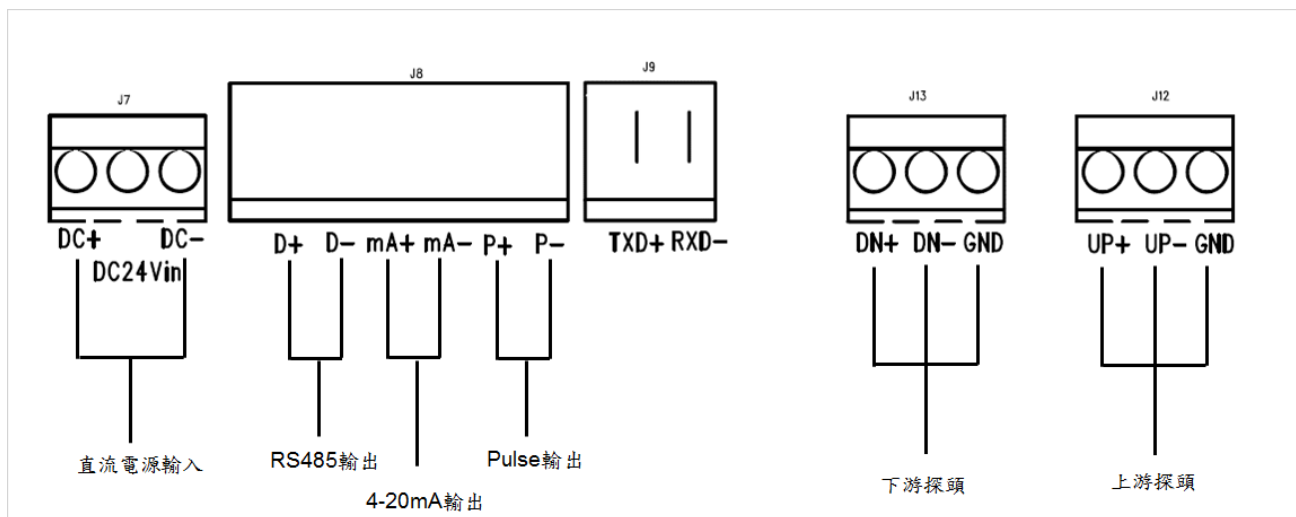 J7
J8
J9
J13
J12
DC+ DC-
DC24Vin
D+ D- mA+ mA- P+ P-
TXD+ RXD-
DN+ DN- GND
UP+ UP- GND
直流電源輸入
RS485輸出
4-20mA輸出
Pulse輸出
下游探頭
上游探頭